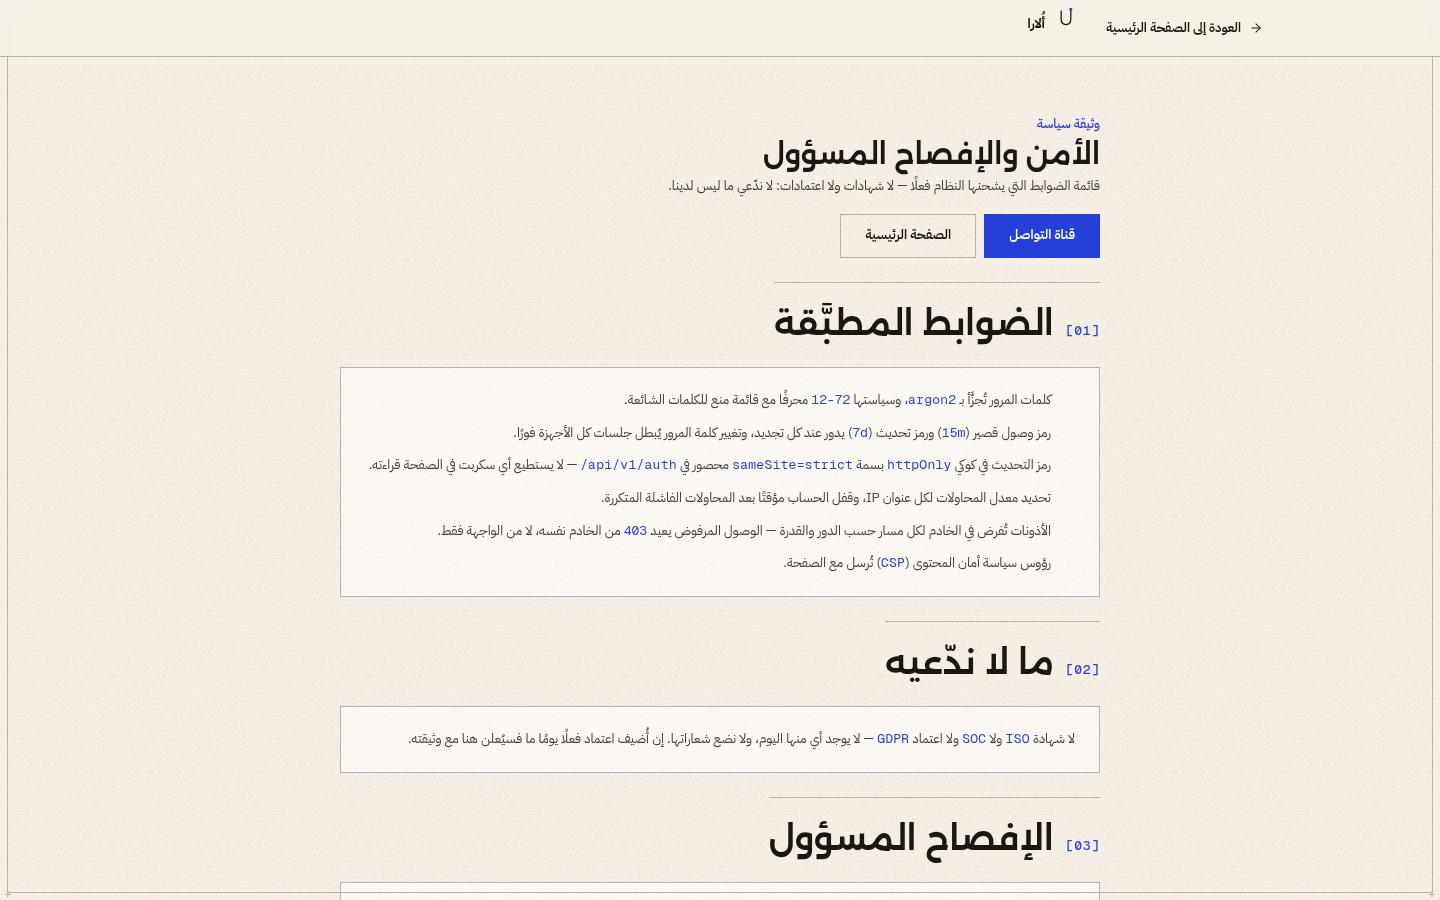 العودة إلى الصفحة الرئيسية
أُلارا
وثيقة سياسة
الأمن والإفصاح المسؤول
قائمة الضوابط التي يشحنها النظام فعلًا — لا شهادات ولا اعتمادات: لا ندّعي ما ليس لدينا.
قناة التواصل
الصفحة الرئيسية
[01] الضوابط المطبَّقة
كلمات المرور تُجزَّأ بـ argon2، وسياستها 12-72 محرفًا مع قائمة منع للكلمات الشائعة.
رمز وصول قصير (15m) ورمز تحديث (7d) يدور عند كل تجديد، وتغيير كلمة المرور يُبطل جلسات كل الأجهزة فورًا.
رمز التحديث في كوكي httpOnly بسمة sameSite=strict محصور في /api/v1/auth — لا يستطيع أي سكربت في الصفحة قراءته.
تحديد معدل المحاولات لكل عنوان IP، وقفل الحساب مؤقتًا بعد المحاولات الفاشلة المتكررة.
الأذونات تُفرض في الخادم لكل مسار حسب الدور والقدرة — الوصول المرفوض يعيد 403 من الخادم نفسه، لا من الواجهة فقط.
رؤوس سياسة أمان المحتوى (CSP) تُرسل مع الصفحة.
[02] ما لا ندّعيه
لا شهادة ISO ولا SOC ولا اعتماد GDPR — لا يوجد أي منها اليوم، ولا نضع شعاراتها. إن أُضيف اعتماد فعلًا يومًا ما فسيُعلن هنا مع وثيقته.
[03] الإفصاح المسؤول